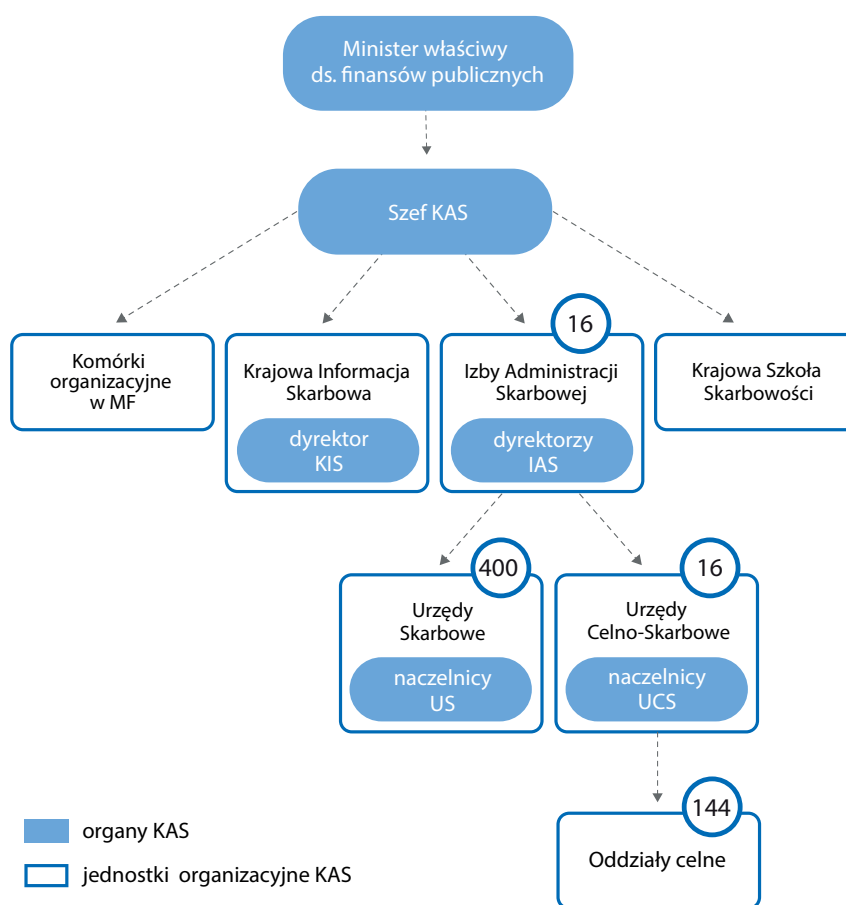 Minister właściwy
ds. finansów publicznych
Szef KAS
Komórki
organizacyjne
w MF
Krajowa Informacja
Skarbowa
dyrektor
KIS
16
Izby Administracji
Skarbowej
dyrektorzy
IAS
Krajowa Szkoła
Skarbowości
400
Urzędy
Skarbowe
naczelnicy
US
16
Urzędy
Celno-Skarbowe
naczelnicy
UCS
144
Oddziały celne
organy KAS
jednostki organizacyjne KAS